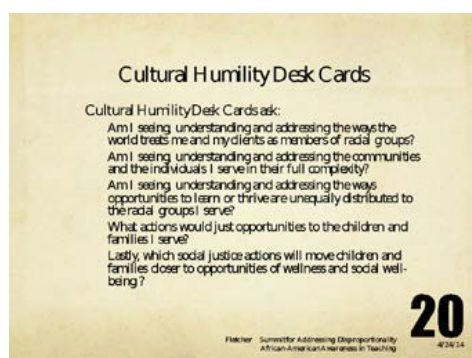 Cultural Humility Desk Cards
Cultural Humility Desk Cards ask:
Am I seeing, understanding and addressing the ways the
world treats me and my clients as members of racial groups?
Am I seeing, understanding and addressing the communities
and the individuals I serve in their full complexity?
Am I seeing, understanding and addressing the ways
opportunities to learn or thrive are unequally distributed to
the racial groups I serve?
What actions would just opportunities to the children and
families I serve?
Lastly, which social justice actions will move children and
families closer to opportunities of wellness and social well-
being ?
20
Fletcher Summit for Addressing Disproportionality
African-American Awareness in Teaching
4/24/14